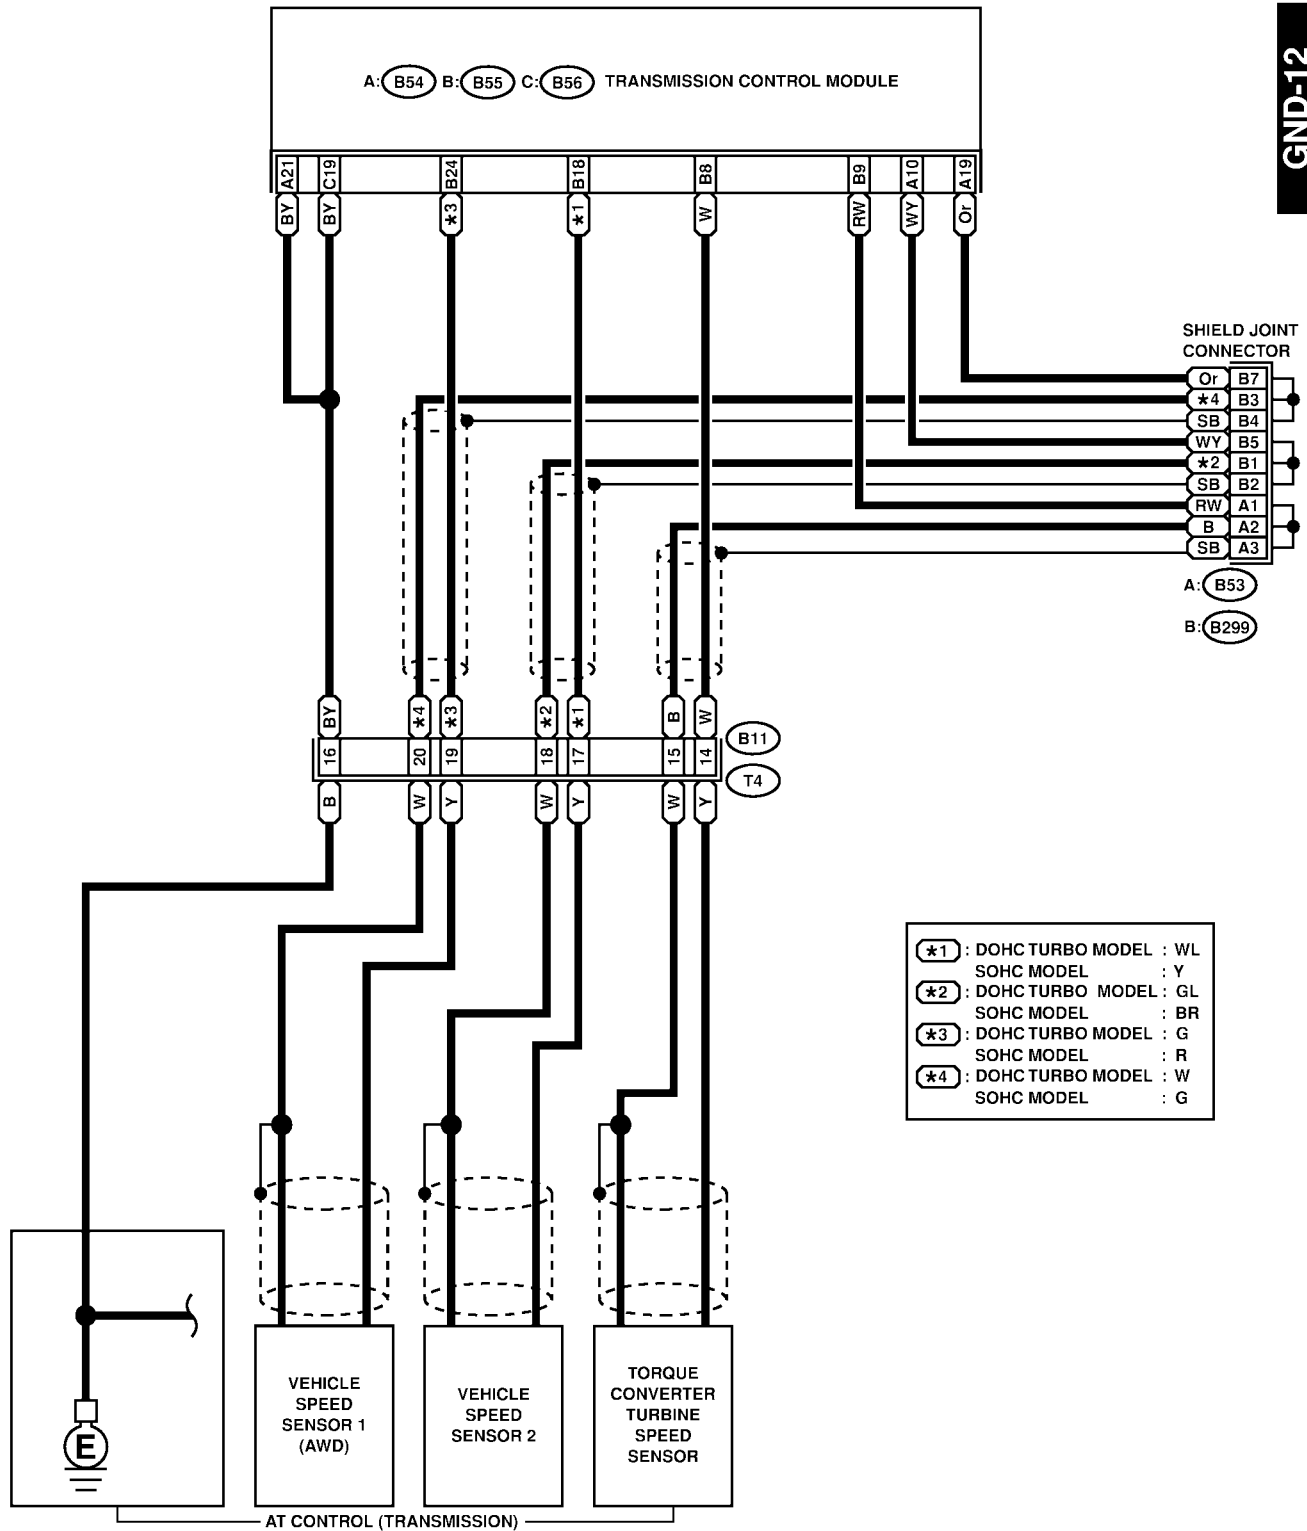 GND-12
A: B54 B: B55 C: B56 TRANSMISSION CONTROL MODULE
A21 C19 B24 B18 B8 B9 A10 A19
BY BY *3 *1 W RW WY Or
SHIELD JOINT
CONNECTOR
Or B7
*4 B3
SB B4
WY B5
*2 B1
SB B2
RW A1
B A2
SB A3
A: B53
B: B299
BY *4 *3 *2 *1 B W
B11
16 20 19 18 17 15 14
T4
B W Y W Y W Y
*1 : DOHC TURBO MODEL : WL
SOHC MODEL : Y
*2 : DOHC TURBO MODEL : GL
SOHC MODEL : BR
*3 : DOHC TURBO MODEL : G
SOHC MODEL : R
*4 : DOHC TURBO MODEL : W
SOHC MODEL : G
E
VEHICLE
SPEED
SENSOR 1
(AWD)
VEHICLE
SPEED
SENSOR 2
TORQUE
CONVERTER
TURBINE
SPEED
SENSOR
AT CONTROL (TRANSMISSION)